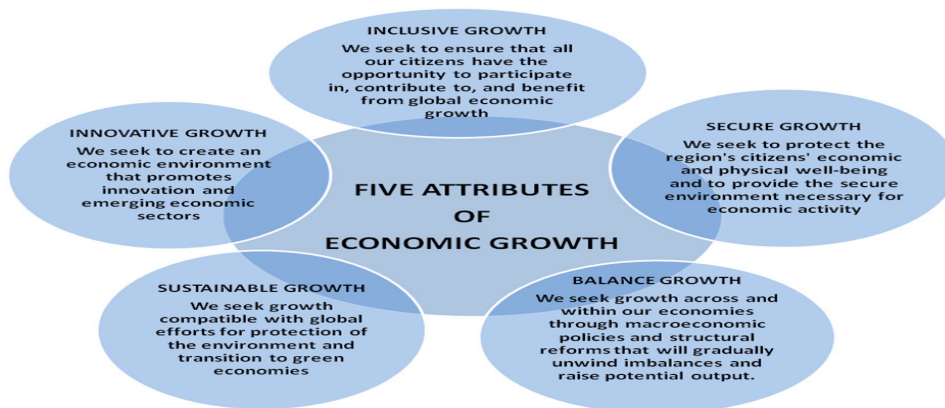 INCLUSIVE GROWTH
We seek to ensure that all
our citizens have the
opportunity to participate
in, contribute to, and benefit
from global economic
growth
INNOVATIVE GROWTH
We seek to create an
economic environment
that promotes
innovation and
emerging economic
sectors
SECURE GROWTH
We seek to protect the
region's citizens' economic
and physical well-being
and to provide the secure
environment necessary for
economic activity
FIVE ATTRIBUTES
OF
ECONOMIC GROWTH
SUSTAINABLE GROWTH
We seek growth
compatible with global
efforts for protection of
the environment and
transition to green
economies
BALANCE GROWTH
We seek growth across and
within our economies
through macroeconomic
policies and structural
reforms that will gradually
unwind imbalances and
raise potential output.